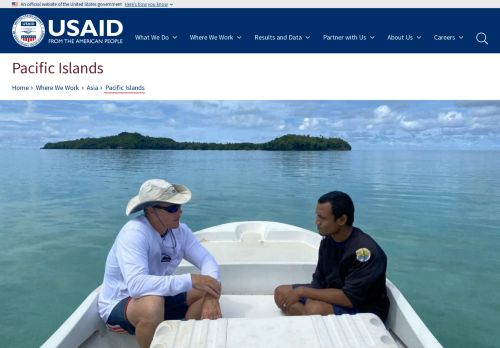 An official website of the United States government Here's how you know
USAID
FROM THE AMERICAN PEOPLE
What We Do
Where We Work
Results and Data
Partner with Us
About Us
Careers
Pacific Islands
Home › Where We Work › Asia › Pacific Islands